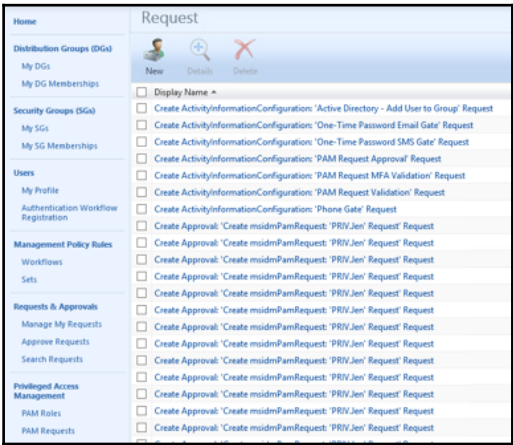 Home
Distribution Groups (DGs)
My DGs
My DG Memberships
Security Groups (SGs)
My SGs
My SG Memberships
Users
My Profile
Authentication Workflow
Registration
Management Policy Rules
Workflows
Sets
Requests & Approvals
Manage My Requests
Approve Requests
Search Requests
Privileged Access
Management
PAM Roles
PAM Requests
Request
New Details Delete
Display Name
Create ActivityInformationConfiguration: 'Active Directory - Add User to Group' Request
Create ActivityInformationConfiguration: 'One-Time Password Email Gate' Request
Create ActivityInformationConfiguration: 'One-Time Password SMS Gate' Request
Create ActivityInformationConfiguration: 'PAM Request Approval' Request
Create ActivityInformationConfiguration: 'PAM Request MFA Validation' Request
Create ActivityInformationConfiguration: 'PAM Request Validation' Request
Create ActivityInformationConfiguration: 'Phone Gate' Request
Create Approval: 'Create msidmPamRequest: 'PRIV.Jen' Request' Request
Create Approval: 'Create msidmPamRequest: 'PRIV.Jen' Request' Request
Create Approval: 'Create msidmPamRequest: 'PRIV.Jen' Request' Request
Create Approval: 'Create msidmPamRequest: 'PRIV.Jen' Request' Request
Create Approval: 'Create msidmPamRequest: 'PRIV.Jen' Request' Request
Create Approval: 'Create msidmPamRequest: 'PRIV.Jen' Request' Request
Create Approval: 'Create msidmPamRequest: 'PRIV.Jen' Request' Request
Create Approval: 'Create msidmPamRequest: 'PRIV.Jen' Request' Request
Create Approval: 'Create msidmPamRequest: 'PRIV.Jen' Request' Request
Create Approval: 'Create msidmPamRequest: 'PRIV.Jen' Request' Request
Create Approval: 'Create msidmPamRequest: 'PRIV.Jen' Request' Request